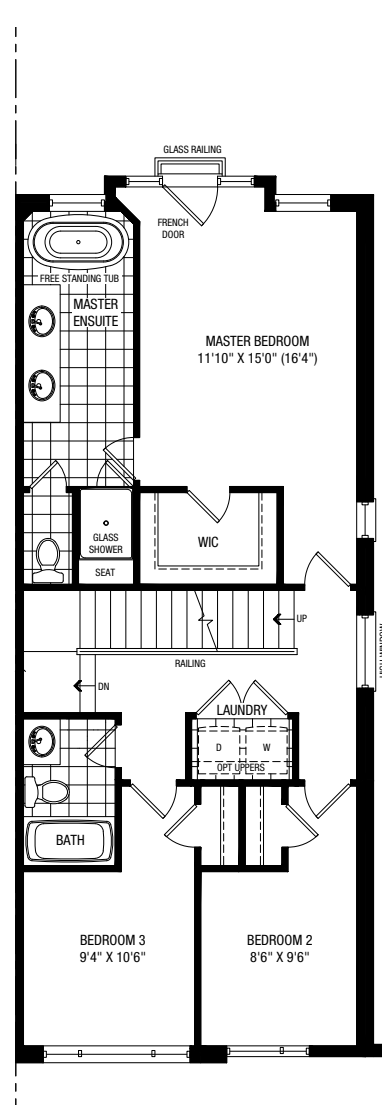 GLASS RAILING
FRENCH
DOOR
FREE STANDING TUB
MASTER
ENSUITE
MASTER BEDROOM
11'10" X 15'0" (16'4")
GLASS
SHOWER
SEAT
WIC
UP
RAILING
HIGH WINDOW
DN
LAUNDRY
D W
OPT UPPERS
BATH
BEDROOM 3
9'4" X 10'6"
BEDROOM 2
8'6" X 9'6"